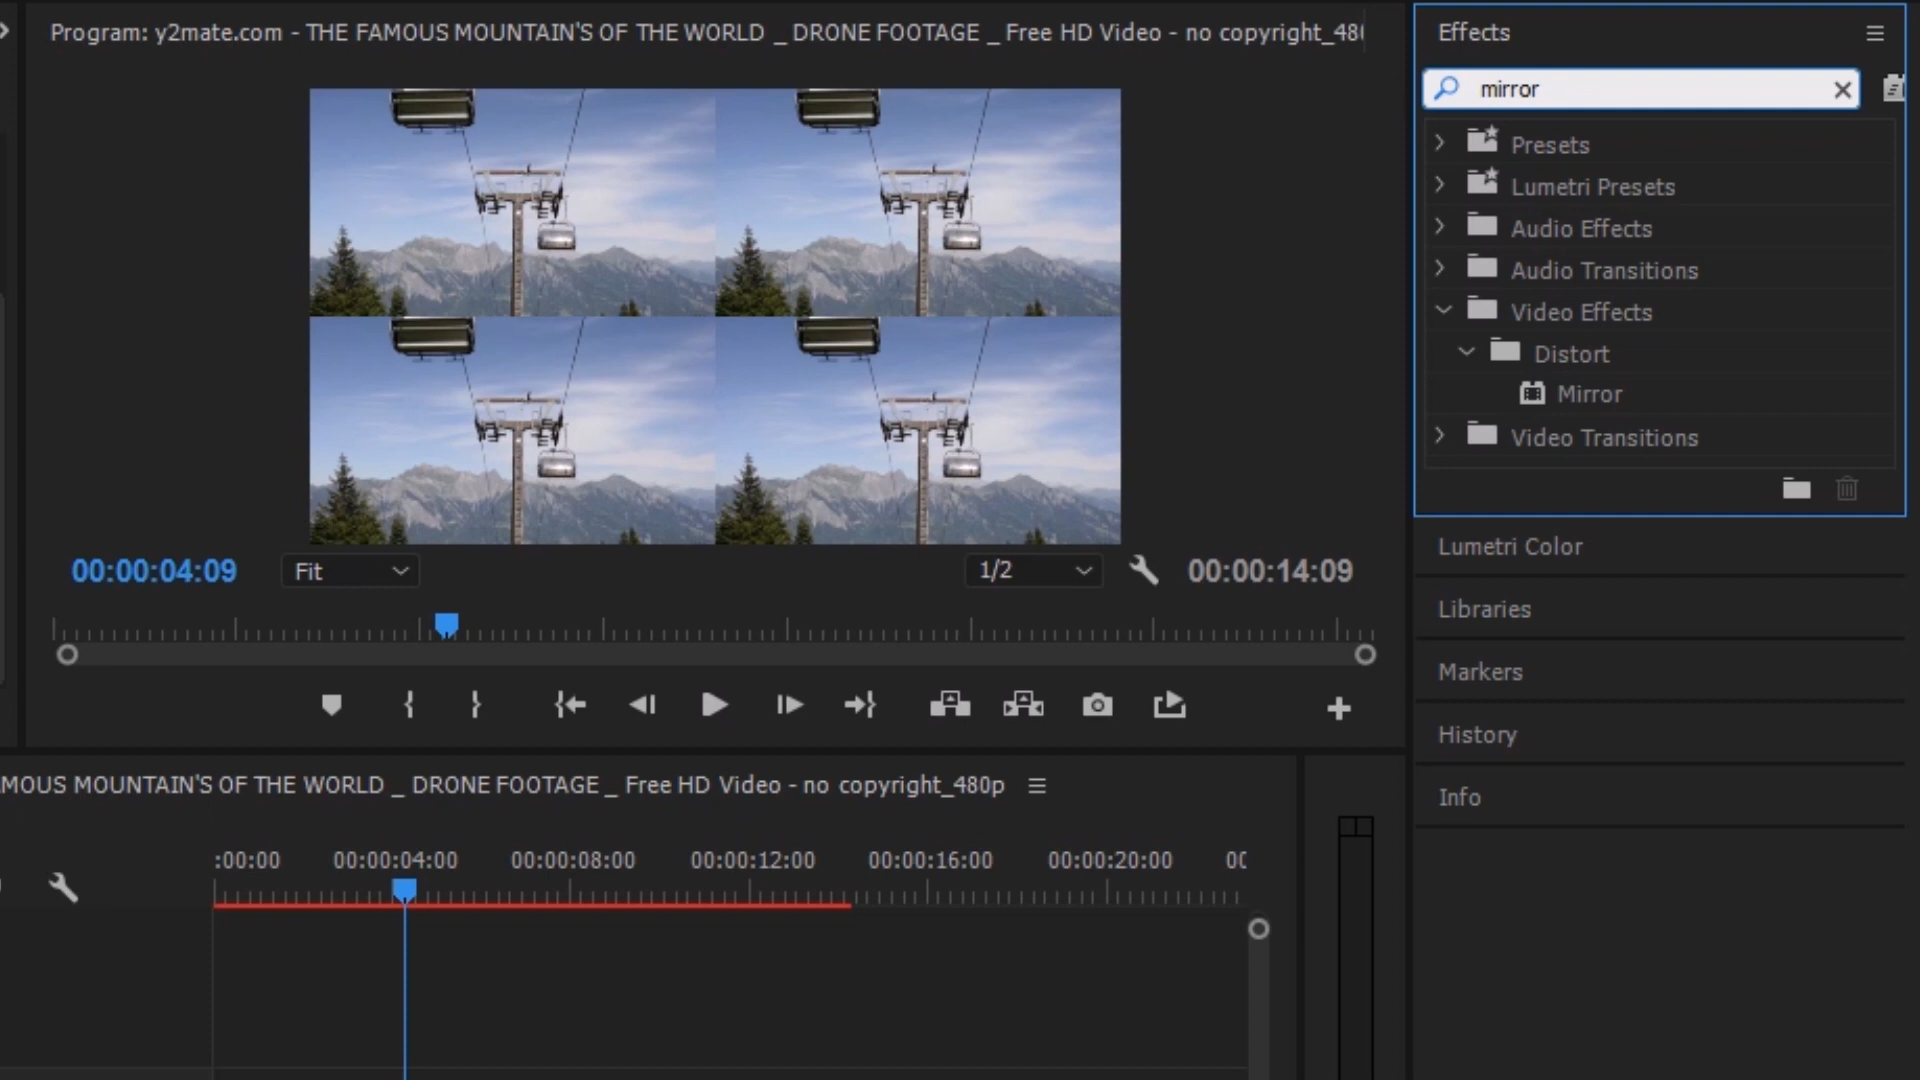 Program: y2mate.com - THE FAMOUS MOUNTAIN'S OF THE WORLD _ DRONE FOOTAGE _ Free HD Video - no copyright_48
Effects
mirror
Presets
Lumetri Presets
Audio Effects
Audio Transitions
Video Effects
Distort
Mirror
Video Transitions
00:00:04:09
Fit
1/2
00:00:14:09
Lumetri Color
Libraries
Markers
History
Info
MOUS MOUNTAIN'S OF THE WORLD _ DRONE FOOTAGE _ Free HD Video - no copyright_480p
:00:00
00:00:04:00
00:00:08:00
00:00:12:00
00:00:16:00
00:00:20:00
00